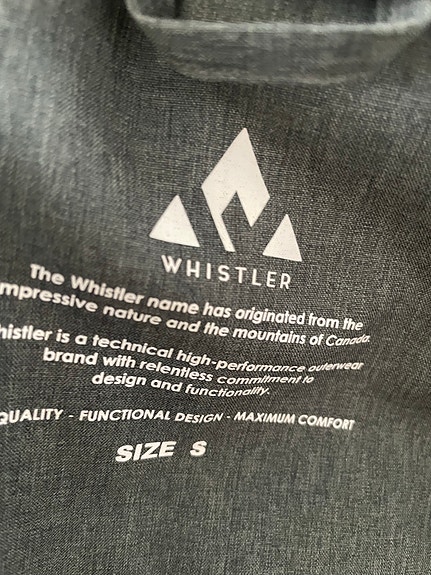 WHISTLER
The Whistler name has originated from the
mpressive nature and the mountains of Canada.
histler is a technical high-performance outerwear
brand with relentless commitment to
design and functionality.
QUALITY - FUNCTIONAL DESIGN - MAXIMUM COMFORT
SIZE S